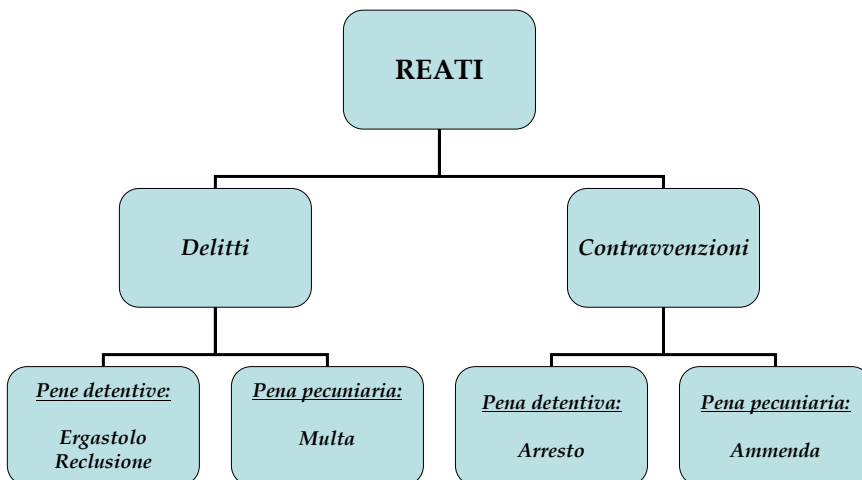 REATI
Delitti
Contravvenzioni
Pene detentive:
Ergastolo
Reclusione
Pena pecuniaria:
Multa
Pena detentiva:
Arresto
Pena pecuniaria:
Ammenda